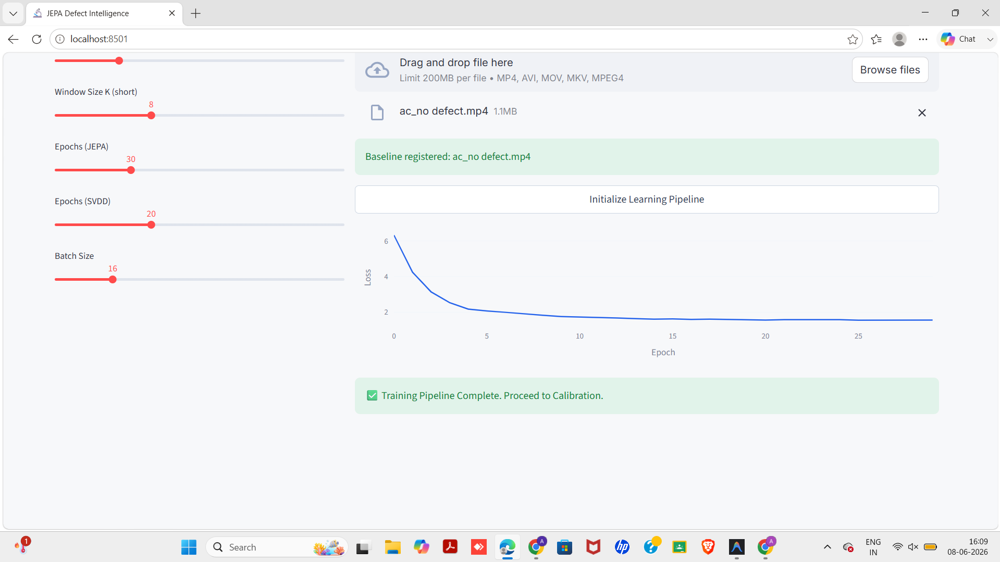 JEPA Defect Intelligence
localhost:8501
Chat
Window Size K (short)
8
Epochs (JEPA)
30
Epochs (SVDD)
20
Batch Size
16
Drag and drop file here
Limit 200MB per file • MP4, AVI, MOV, MKV, MPEG4
Browse files
ac_no defect.mp4 1.1MB
Baseline registered: ac_no defect.mp4
Initialize Learning Pipeline
6
4
2
Loss
0 5 10 15 20 25
Epoch
✅ Training Pipeline Complete. Proceed to Calibration.
1
Search
A
hp
?
A
ENG
IN
16:09
08-06-2026